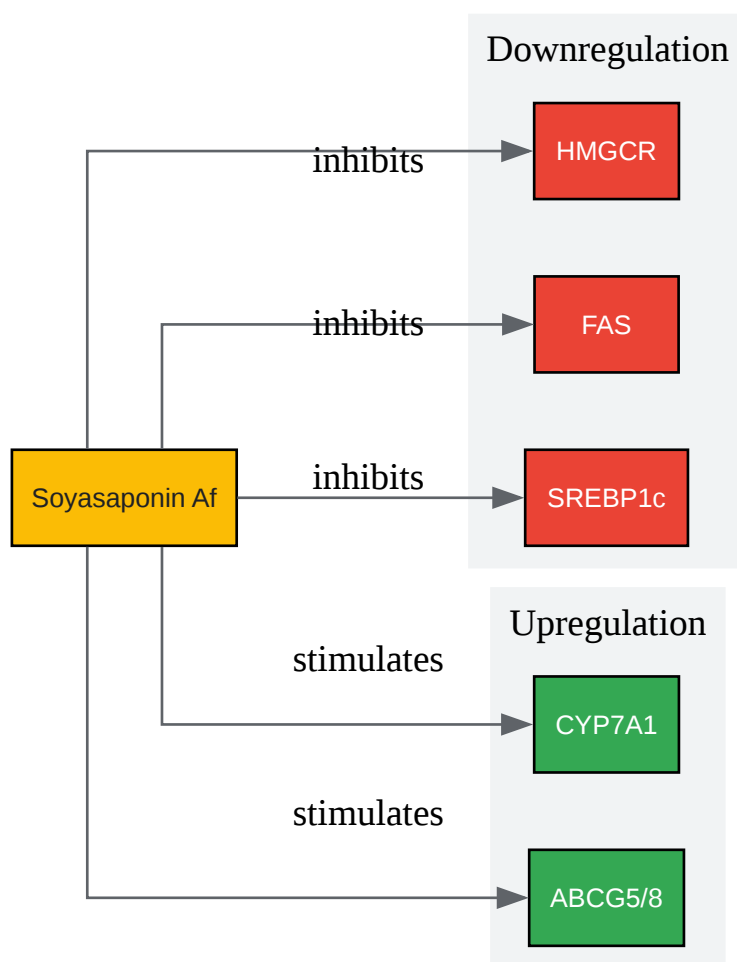 Downregulation
inhibits
HMGCR
inhibits
FAS
inhibits
SREBP1c
Soyasaponin Af
Upregulation
stimulates
CYP7A1
stimulates
ABCG5/8